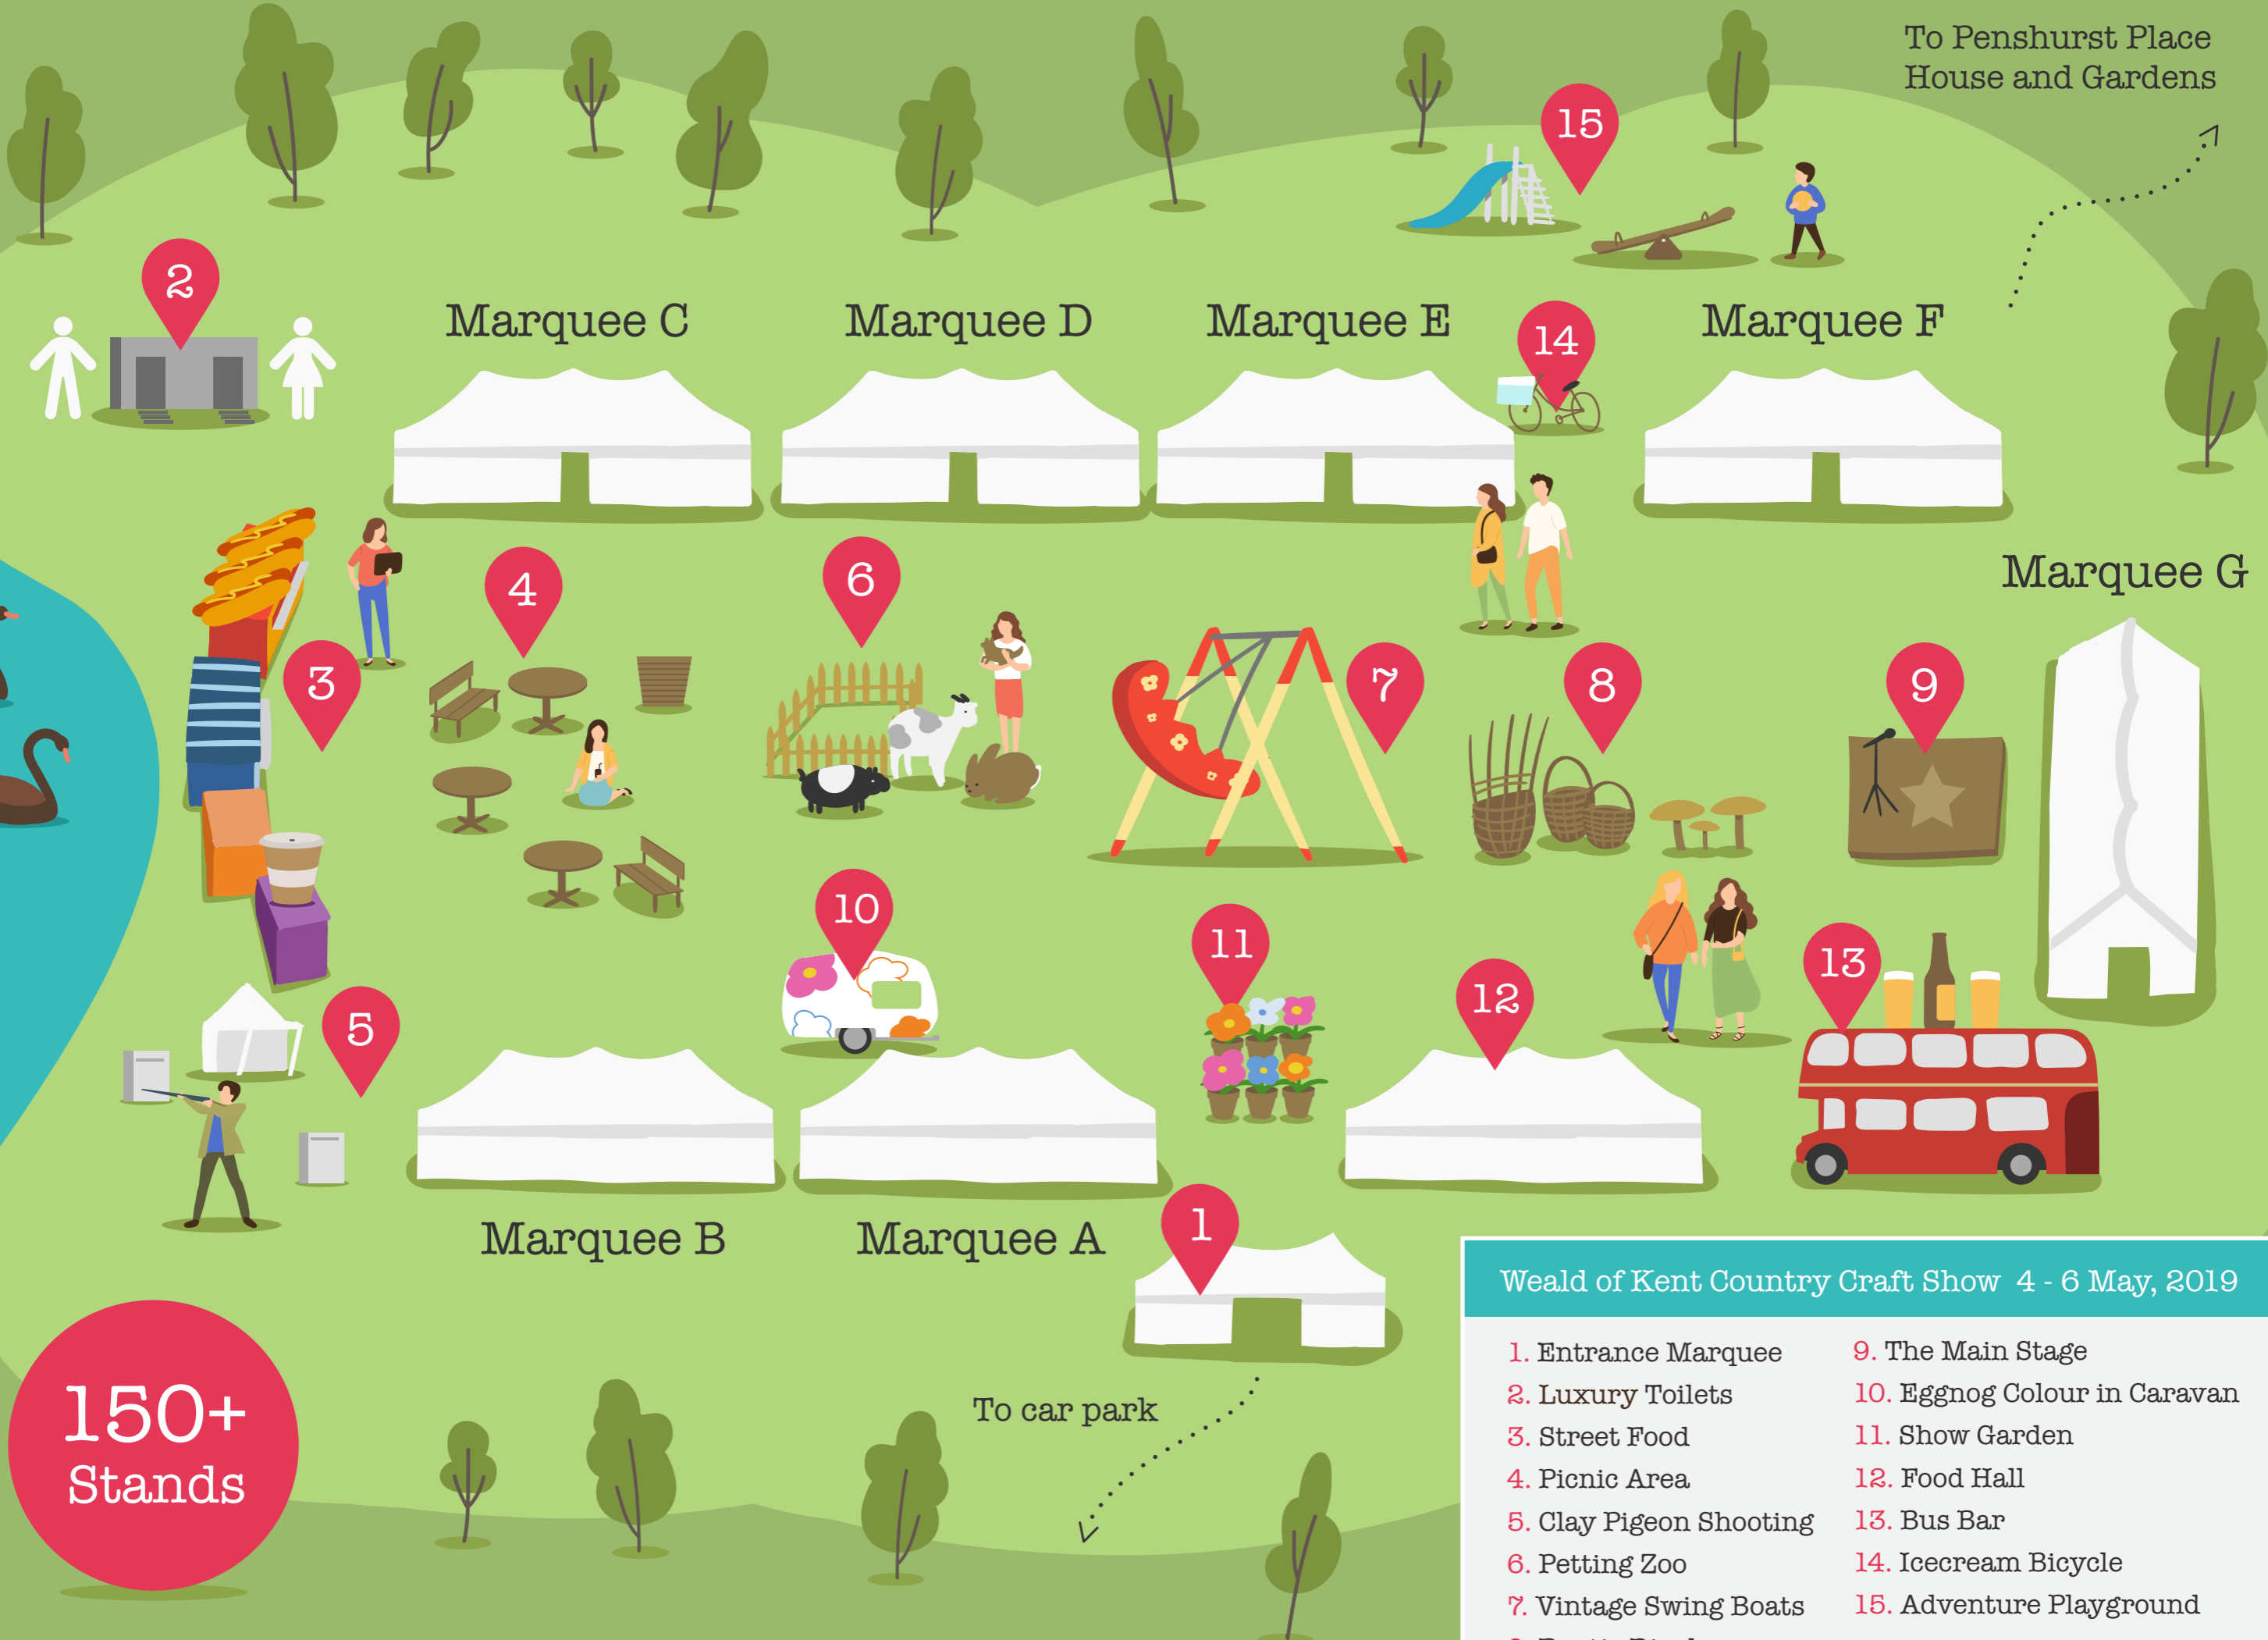 To Penshurst Place
House and Gardens
15
2
Marquee C
Marquee D
Marquee E
14
Marquee F
Marquee G
4
6
3
7
8
9
10
11
13
12
5
1
Marquee B
Marquee A
To car park
150+
Stands
Weald of Kent Country Craft Show 4 - 6 May, 2019
1. Entrance Marquee
2. Luxury Toilets
3. Street Food
4. Picnic Area
5. Clay Pigeon Shooting
6. Petting Zoo
7. Vintage Swing Boats
9. The Main Stage
10. Eggnog Colour in Caravan
11. Show Garden
12. Food Hall
13. Bus Bar
14. Icecream Bicycle
15. Adventure Playground